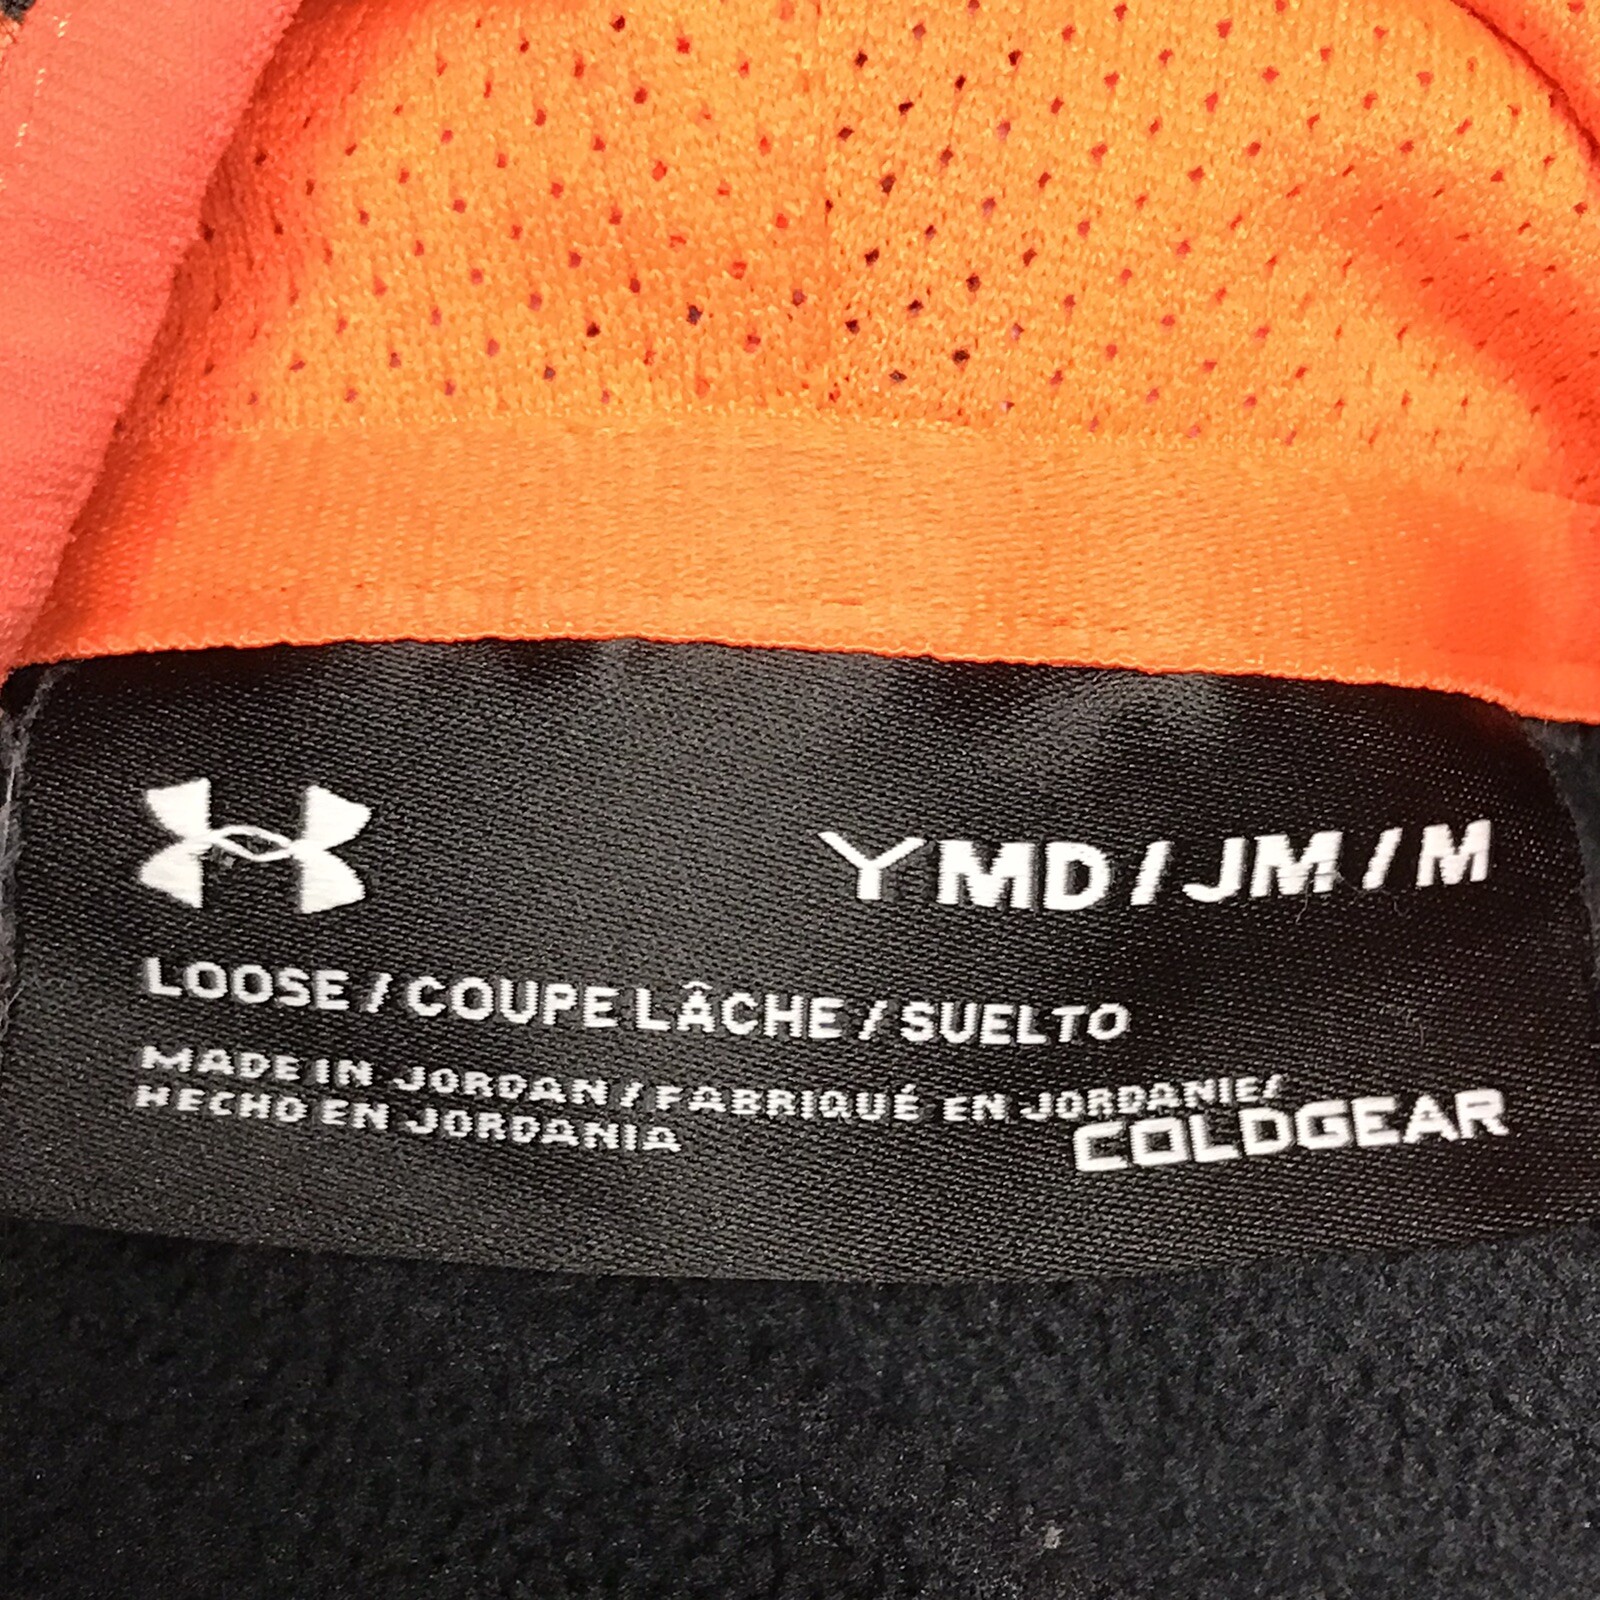 YMD / JM / M
LOOSE / COUPE LÂCHE / SUELTO
MADE IN JORDAN / FABRIQUÉ EN JORDANIE/
HECHO EN JORDANIA
COLDGEAR